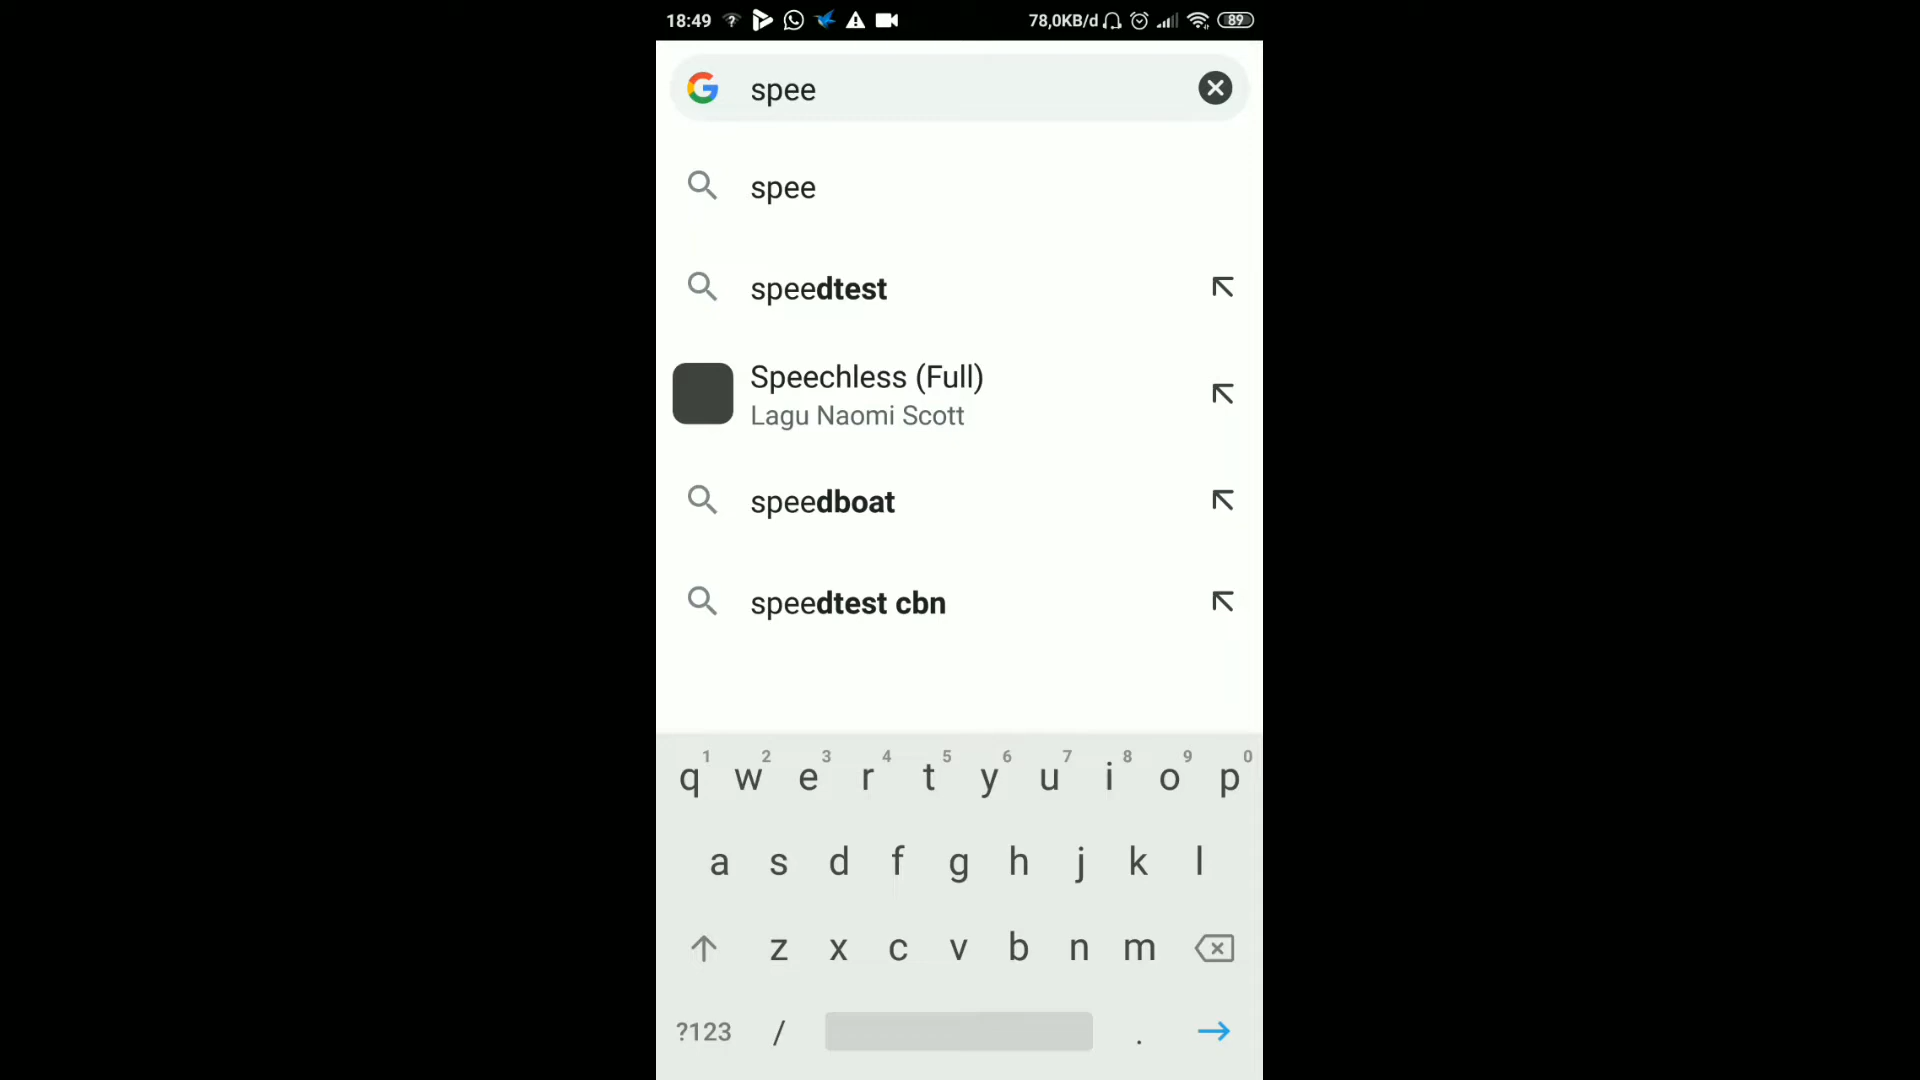 18:49 78,0KB/d 89
spee
spee
speedtest
Speechless (Full)
Lagu Naomi Scott
speedboat
speedtest cbn
1 2 3 4 5 6 7 8 9 0
q w e r t y u i o p
a s d f g h j k l
z x c v b n m
?123 / .